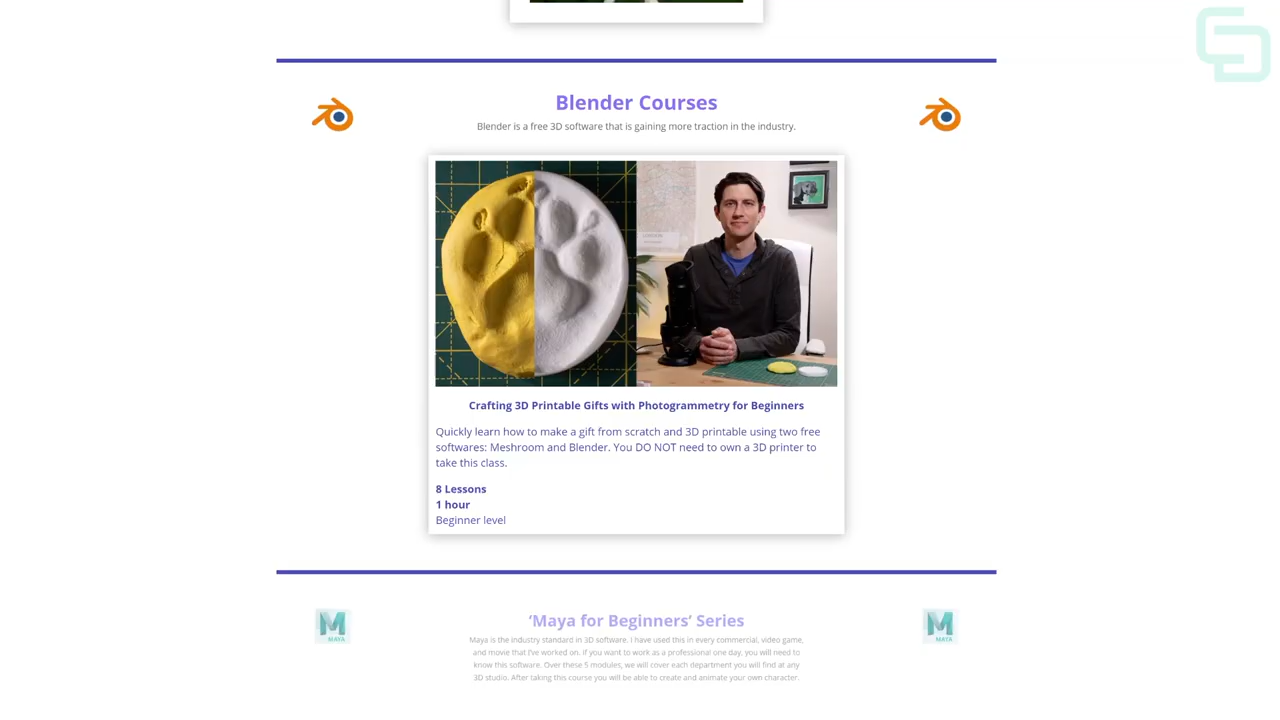 Blender Courses
Blender is a free 3D software that is gaining more traction in the industry.
Crafting 3D Printable Gifts with Photogrammetry for Beginners
Quickly learn how to make a gift from scratch and 3D printable using two free
softwares: Meshroom and Blender. You DO NOT need to own a 3D printer to
take this class.
8 Lessons
1 hour
Beginner level
MAYA
‘Maya for Beginners’ Series
MAYA
Maya is the industry standard in 3D software. I have used this in every commercial, video game,
and movie that I've worked on. If you want to work as a professional one day, you will need to
know this software. Over these 5 modules, we will cover each department you will find at any
3D studio. After taking this course you will be able to create and animate your own character.